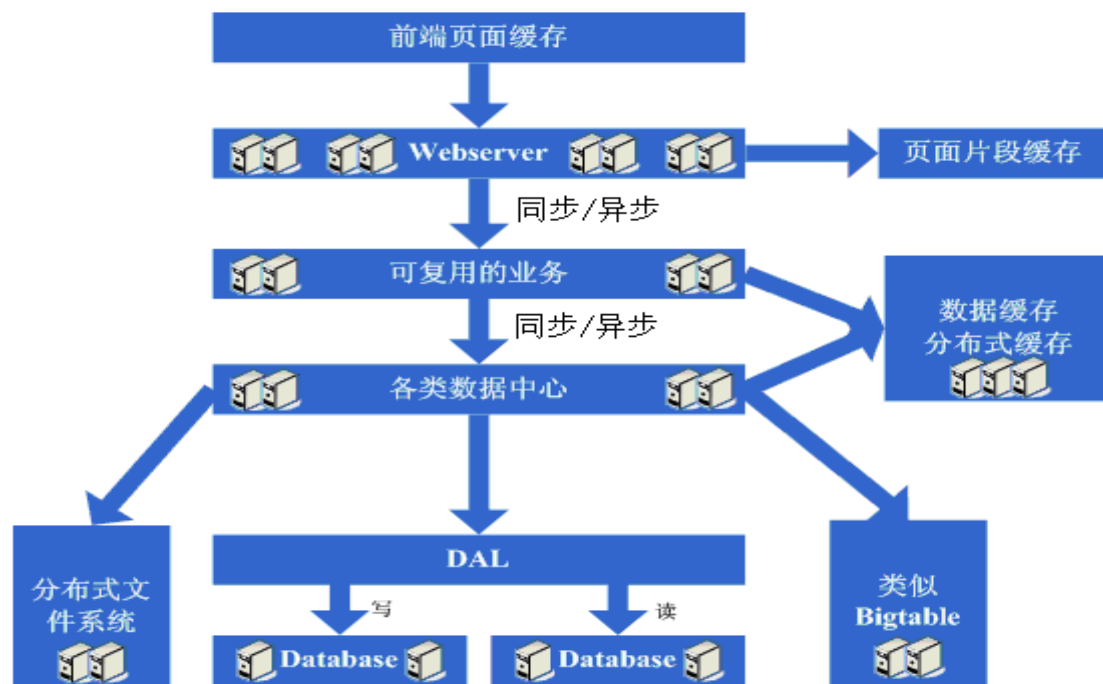 前端页面缓存
Webserver
页面片段缓存
同步/异步
可复用的业务
数据缓存
分布式缓存
同步/异步
各类数据中心
DAL
分布式文
件系统
类似
Bigtable
写
读
Database
Database